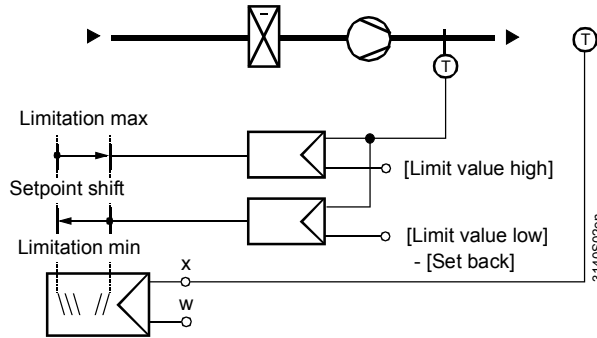 T
T
Limitation max
[Limit value high]
Setpoint shift
[Limit value low]
- [Set back]
Limitation min
x
w